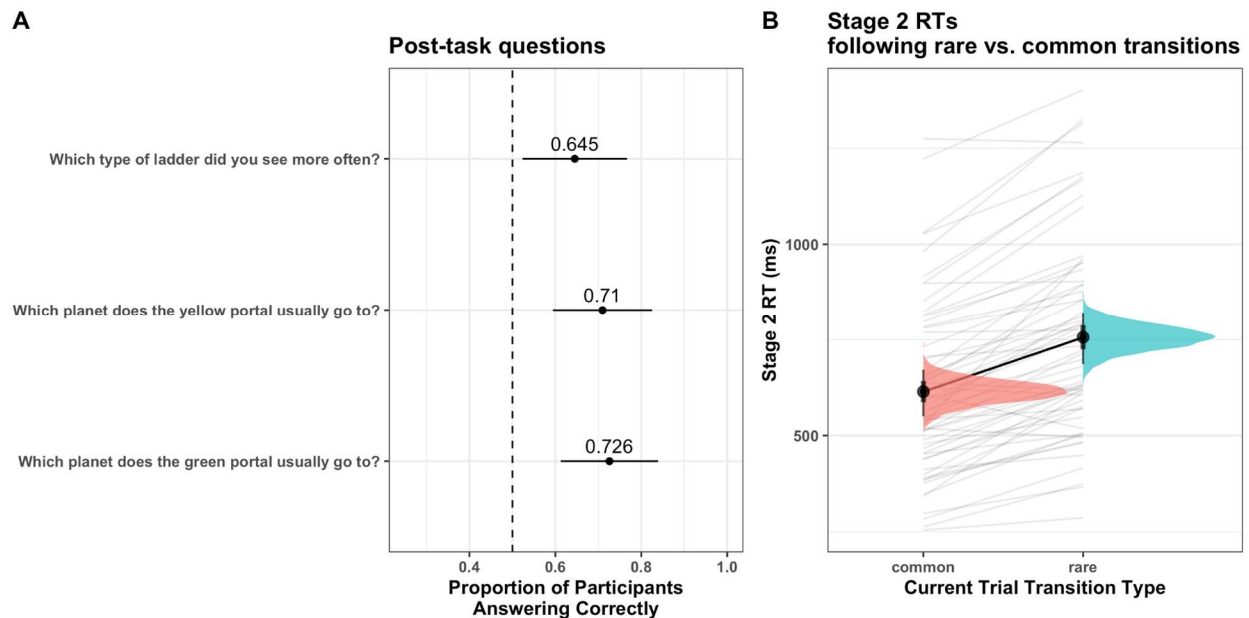 A
Post-task questions
Which type of ladder did you see more often?
Which planet does the yellow portal usually go to?
Which planet does the green portal usually go to?
0.645
0.71
0.726
0.4 0.6 0.8 1.0
Proportion of Participants
Answering Correctly
B
Stage 2 RTs
following rare vs. common transitions
Stage 2 RT (ms)
1000
500
common rare
Current Trial Transition Type